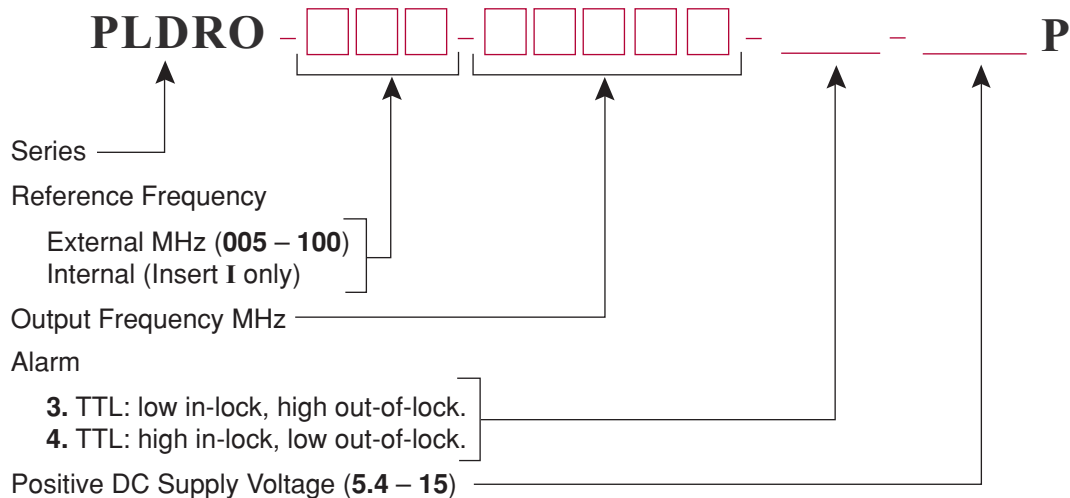 PLDRO - - - - P
Series
Reference Frequency
External MHz (005 – 100)
Internal (Insert I only)
Output Frequency MHz
Alarm
3. TTL: low in-lock, high out-of-lock.
4. TTL: high in-lock, low out-of-lock.
Positive DC Supply Voltage (5.4 – 15)